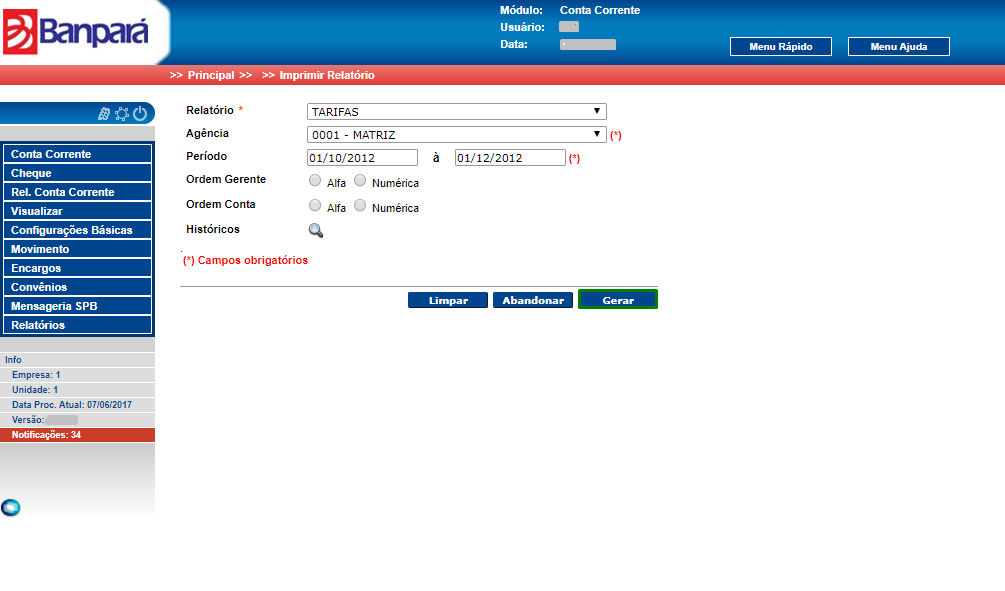 Banpará
Módulo: Conta Corrente
Usuário:
Data:
Menu Rápido
Menu Ajuda
>> Principal >> >> Imprimir Relatório
Conta Corrente
Cheque
Rel. Conta Corrente
Visualizar
Configurações Básicas
Movimento
Encargos
Convênios
Mensageria SPB
Relatórios
Info
Empresa: 1
Unidade: 1
Data Proc. Atual: 07/06/2017
Versão:
Notificações: 34
Relatório * TARIFAS
Agência 0001 - MATRIZ (*)
Período 01/10/2012 à 01/12/2012 (*)
Ordem Gerente Alfa Numérica
Ordem Conta Alfa Numérica
Históricos
(*) Campos obrigatórios
Limpar Abandonar Gerar